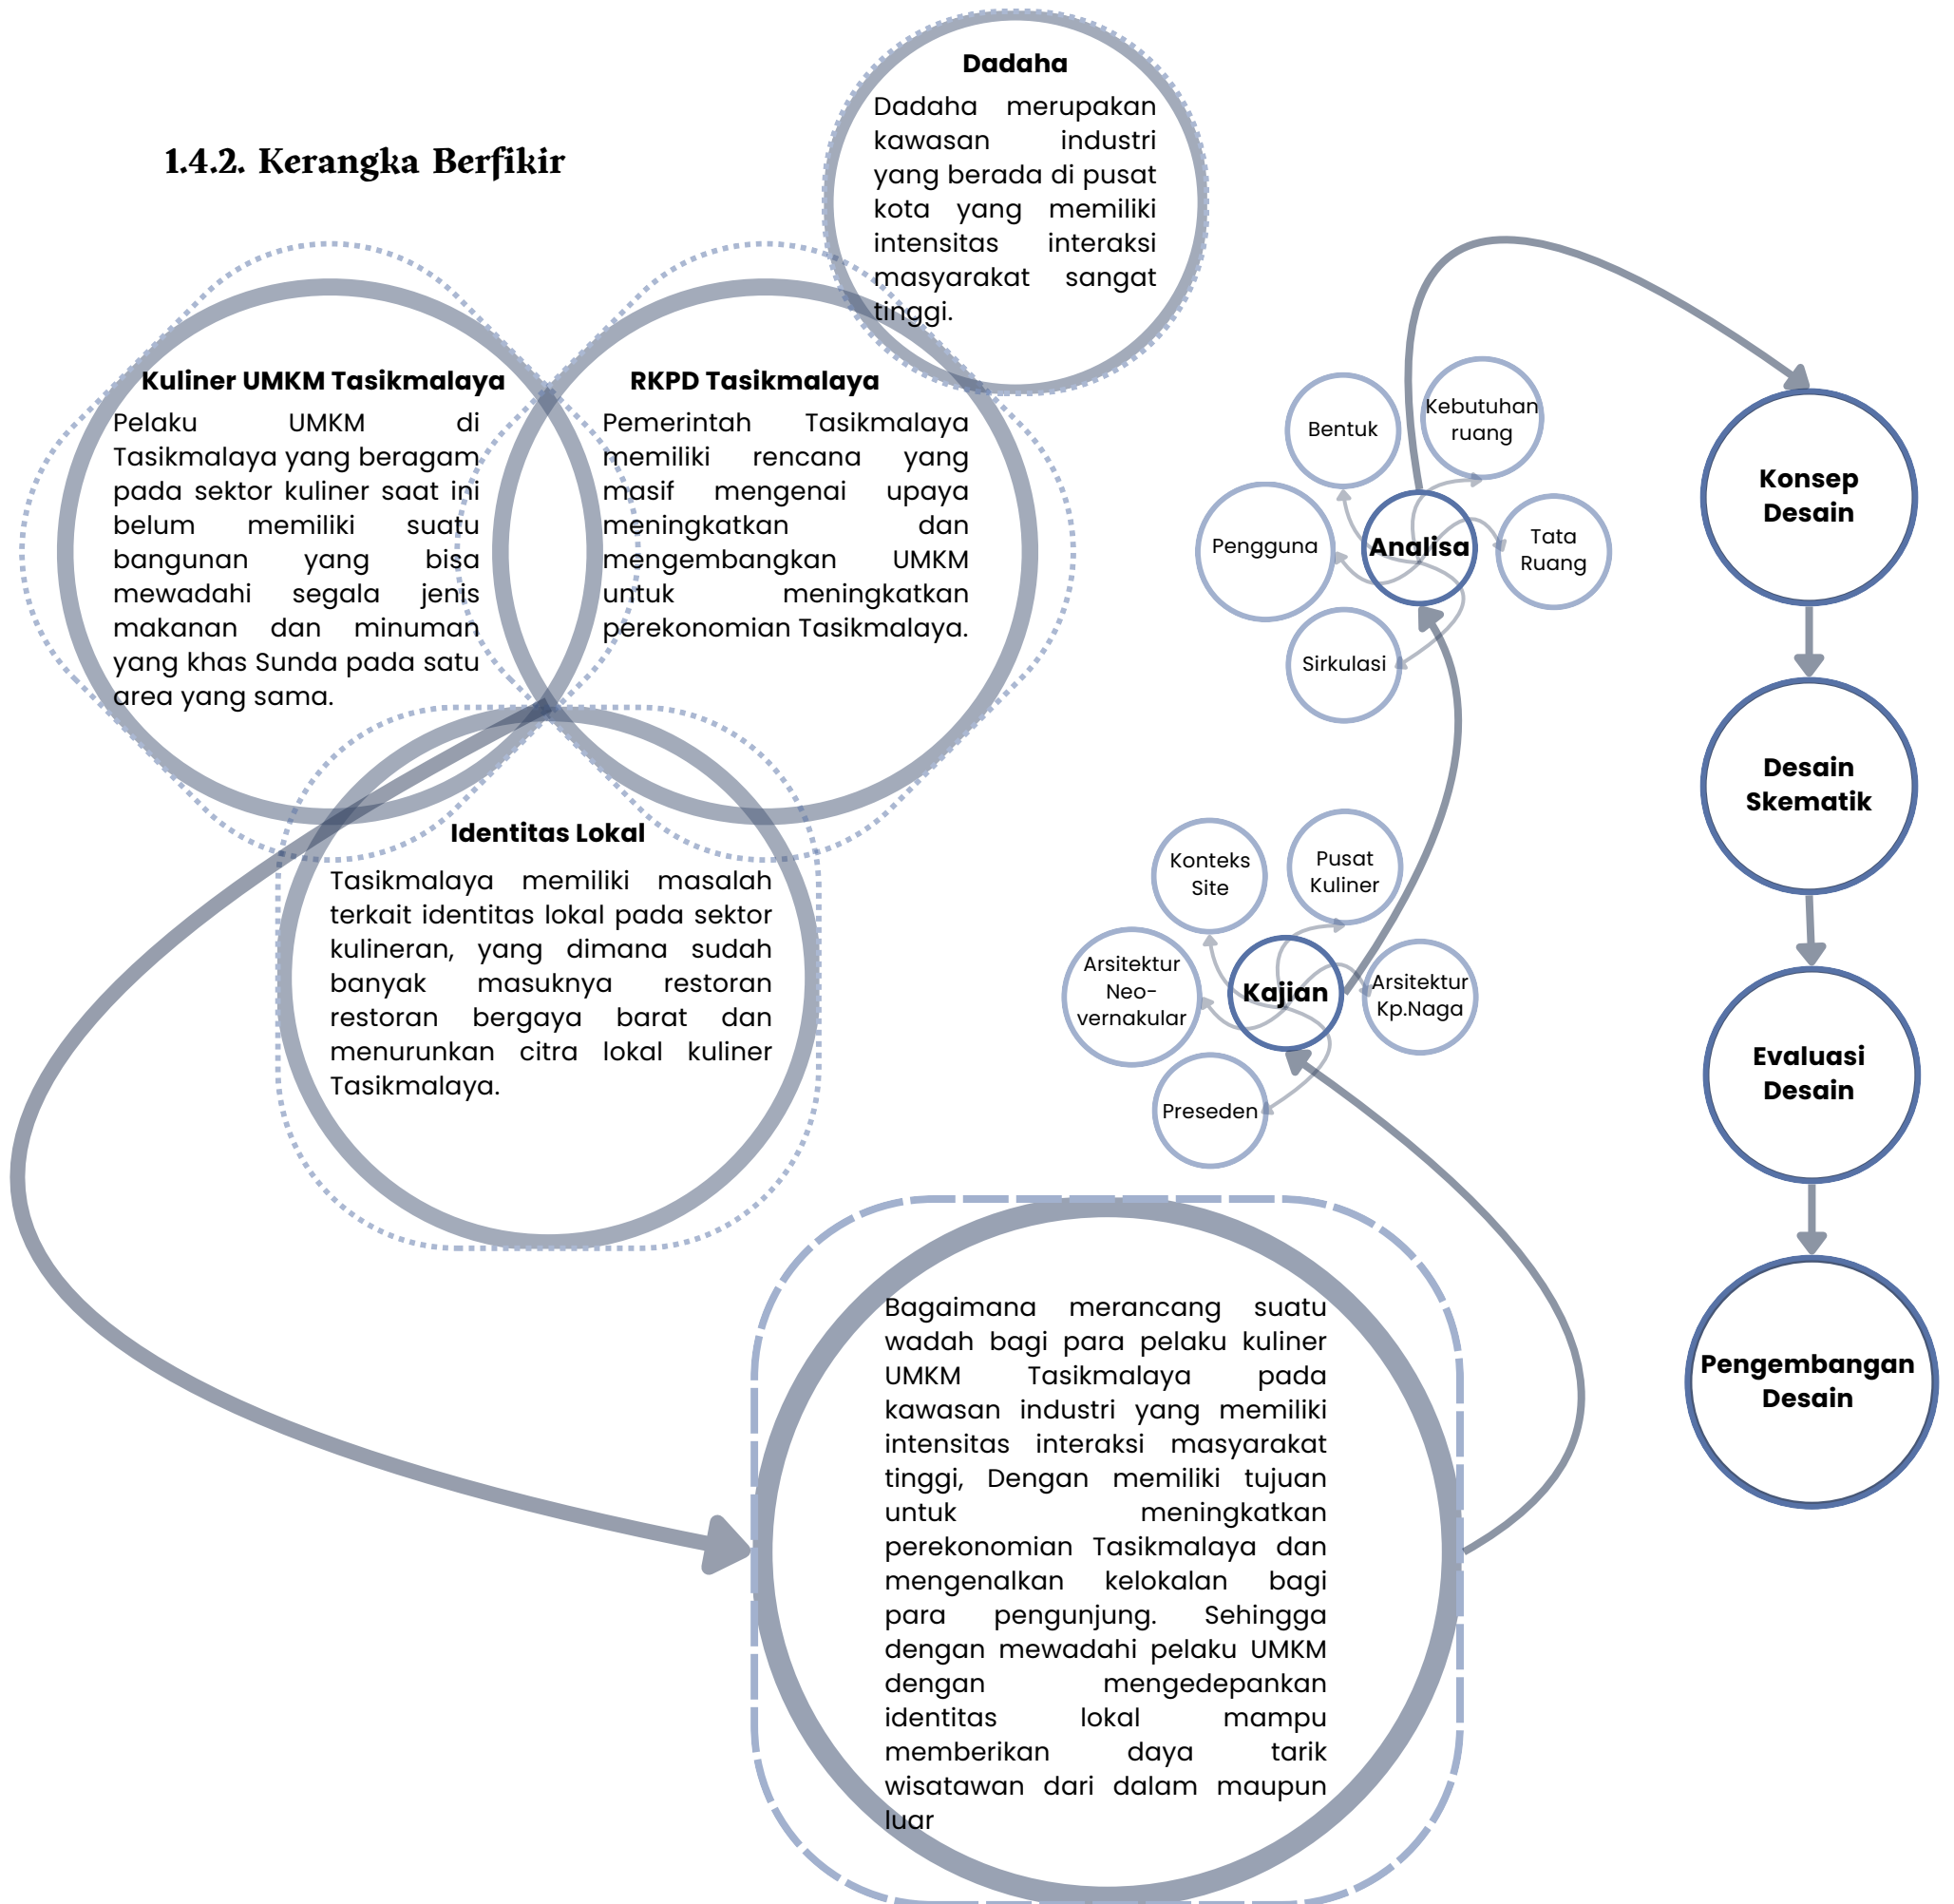 1.4.2. Kerangka Berfikir
Dadaha
Dadaha merupakan
kawasan industri
yang berada di pusat
kota yang memiliki
intensitas interaksi
masyarakat sangat
tinggi.
Kuliner UMKM Tasikmalaya
Pelaku UMKM di
Tasikmalaya yang beragam
pada sektor kuliner saat ini
belum memiliki suatu
bangunan yang bisa
mewadahi segala jenis
makanan dan minuman
yang khas Sunda pada satu
area yang sama.
RKPD Tasikmalaya
Pemerintah Tasikmalaya
memiliki rencana yang
masif mengenai upaya
meningkatkan dan
mengembangkan UMKM
untuk meningkatkan
perekonomian Tasikmalaya.
Identitas Lokal
Tasikmalaya memiliki masalah
terkait identitas lokal pada sektor
kulineran, yang dimana sudah
banyak masuknya restoran
restoran bergaya barat dan
menurunkan citra lokal kuliner
Tasikmalaya.
Bagaimana merancang suatu
wadah bagi para pelaku kuliner
UMKM Tasikmalaya pada
kawasan industri yang memiliki
intensitas interaksi masyarakat
tinggi, Dengan memiliki tujuan
untuk meningkatkan
perekonomian Tasikmalaya dan
mengenalkan kelokalan bagi
para pengunjung. Sehingga
dengan mewadahi pelaku UMKM
dengan mengedepankan
identitas lokal mampu
memberikan daya tarik
wisatawan dari dalam maupun
luar
Kajian
Konteks
Site
Pusat
Kuliner
Arsitektur
Neo-
vernakular
Arsitektur
Kp.Naga
Preseden
Analisa
Bentuk
Kebutuhan
ruang
Pengguna
Tata
Ruang
Sirkulasi
Konsep
Desain
Desain
Skematik
Evaluasi
Desain
Pengembangan
Desain